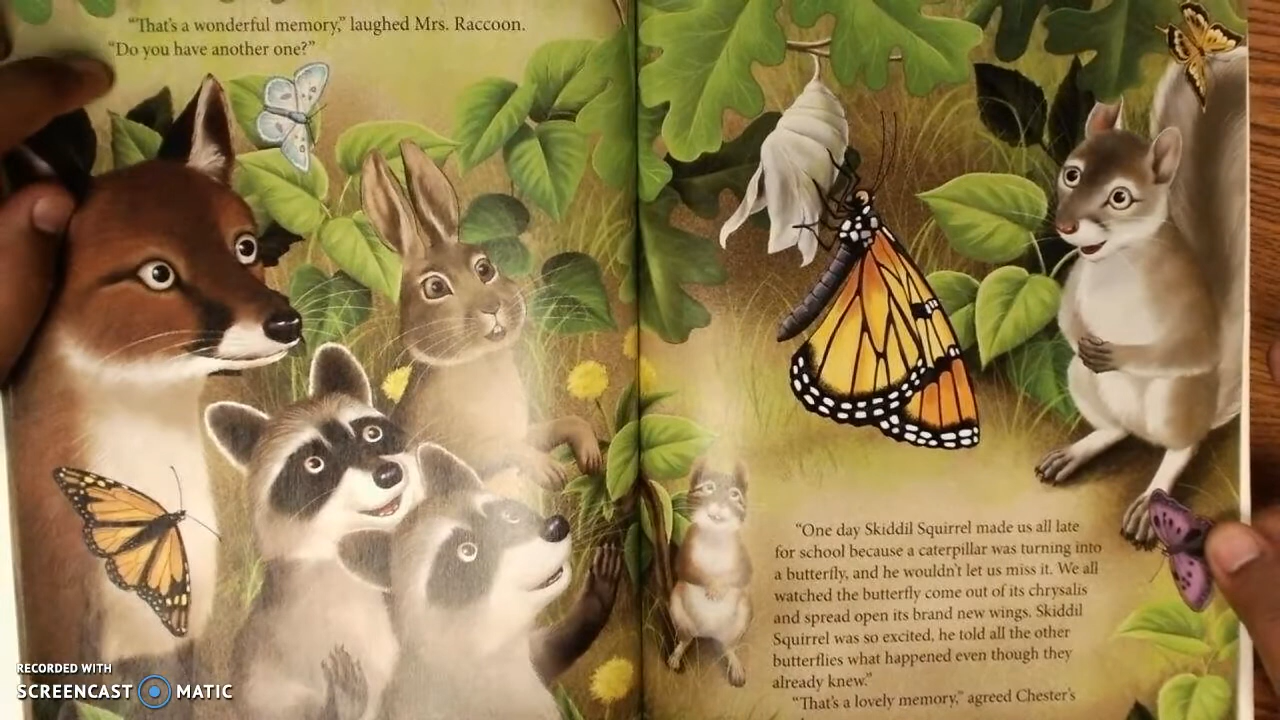 "That's a wonderful memory," laughed Mrs. Raccoon.
"Do you have another one?"
"One day Skiddil Squirrel made us all late
for school because a caterpillar was turning into
a butterfly, and he wouldn't let us miss it. We all
watched the butterfly come out of its chrysalis
and spread open its brand new wings. Skiddil
Squirrel was so excited, he told all the other
butterflies what happened even though they
already knew."
"That's a lovely memory," agreed Chester's
RECORDED WITH
SCREENCAST MATIC